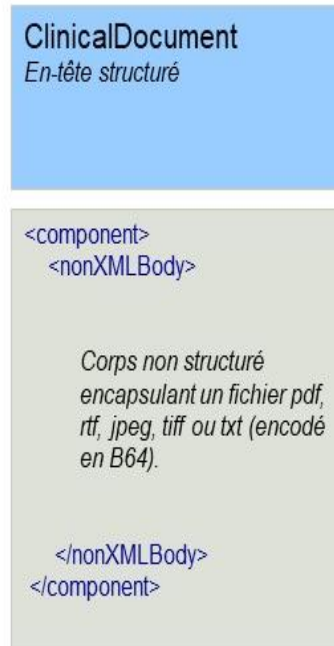 ClinicalDocument
En-tête structuré
<component>
<nonXMLBody>
Corps non structuré
encapsulant un fichier pdf,
rtf, jpeg, tiff ou txt (encodé
en B64).
</nonXMLBody>
</component>